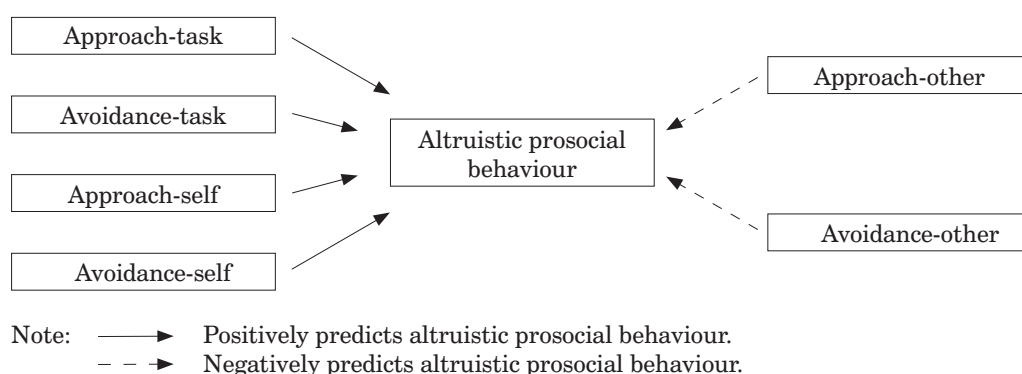 Approach-task
Avoidance-task
Approach-self
Avoidance-self
Altruistic prosocial
behaviour
Approach-other
Avoidance-other
Note: Positively predicts altruistic prosocial behaviour.
Negatively predicts altruistic prosocial behaviour.